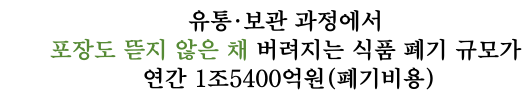 유통·보관 과정에서
포장도 뜯지 않은 채 버려지는 식품 폐기 규모가
연간 1조5400억원(폐기비용)